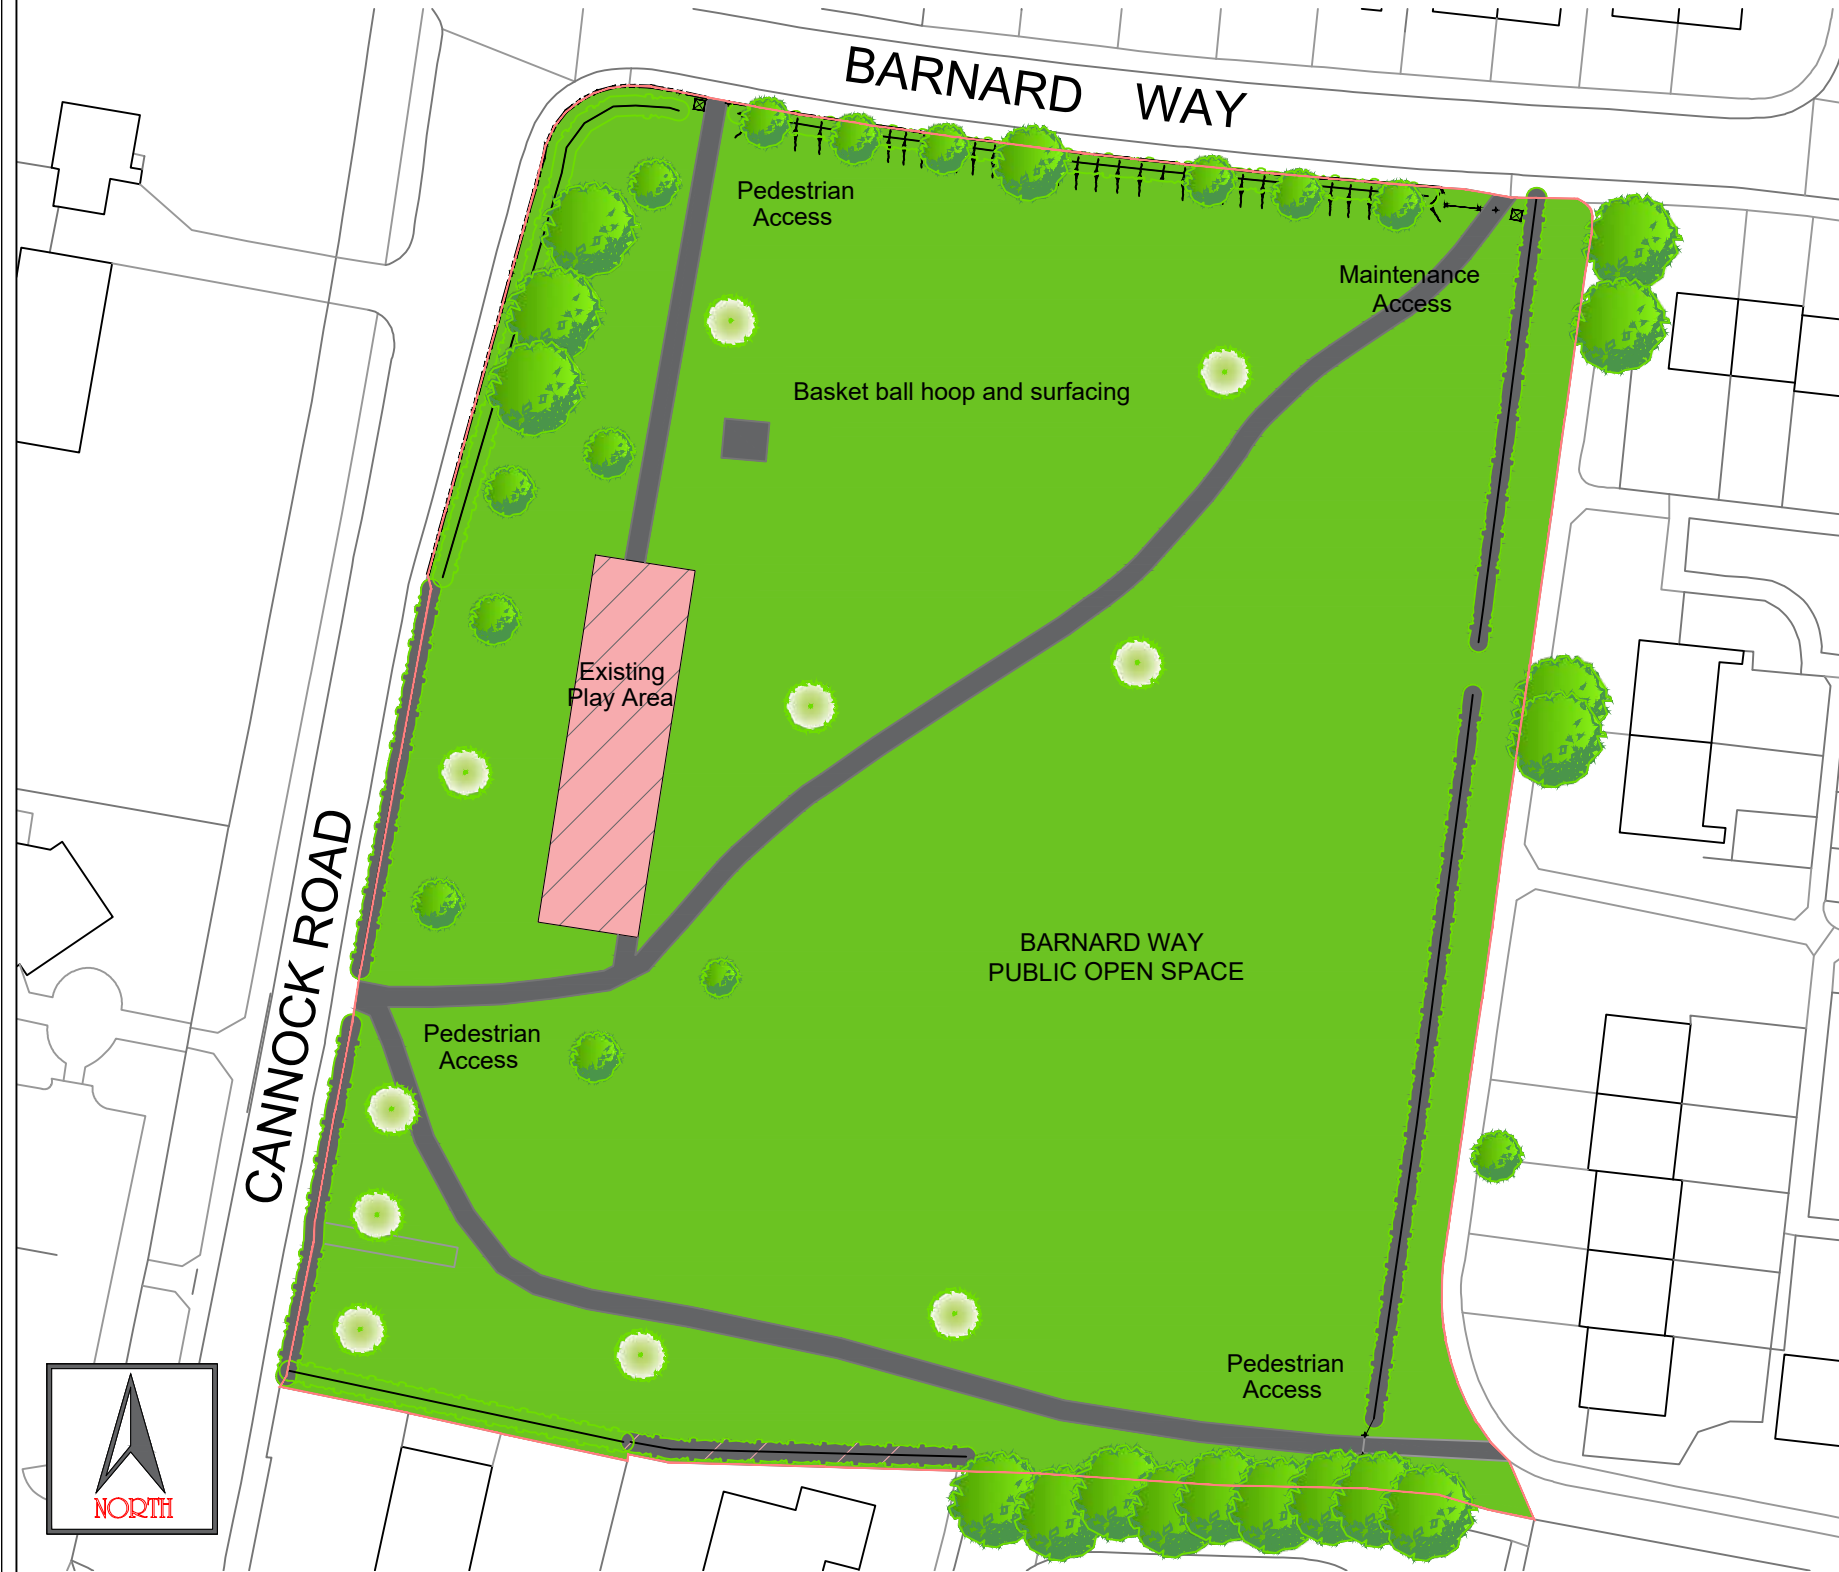 BARNARD WAY
Pedestrian
Access
Maintenance
Access
Basket ball hoop and surfacing
Existing
Play Area
CANNOCK ROAD
BARNARD WAY
PUBLIC OPEN SPACE
Pedestrian
Access
Pedestrian
Access
NORTH